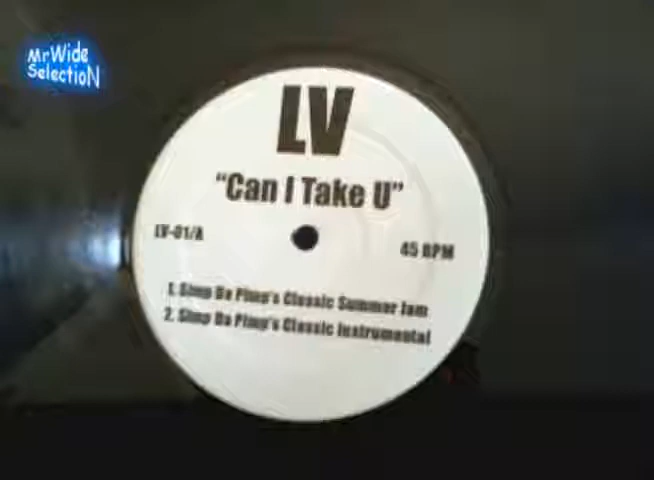 MrWide
SelectioN
LV
"Can I Take U"
LV-01/A
45 RPM
1. Simp Da Pimp's Classic Summer Jam
2. Simp Da Pimp's Classic Instrumental